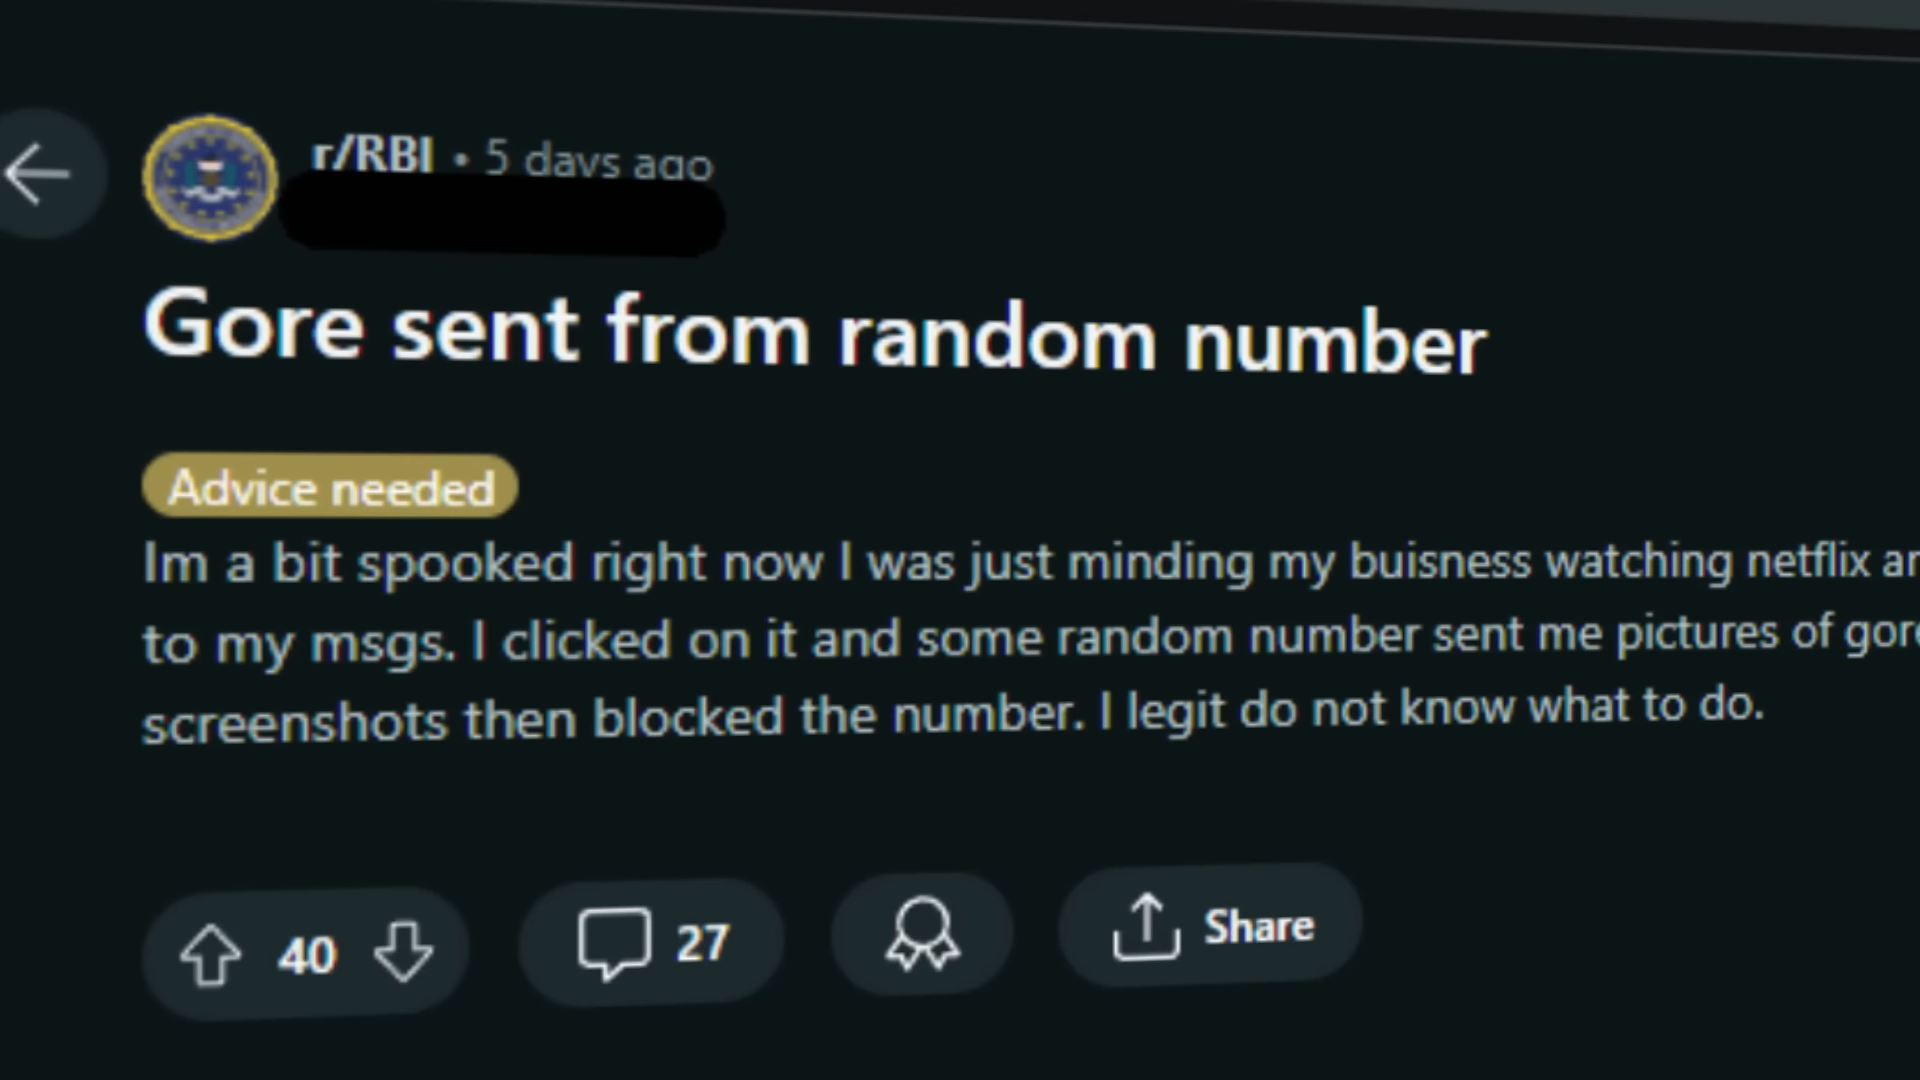 r/RBI • 5 days ago
Gore sent from random number
Advice needed
Im a bit spooked right now I was just minding my buisness watching netflix
to my msgs. I clicked on it and some random number sent me pictures of gore
screenshots then blocked the number. I legit do not know what to do.
40
27
Share